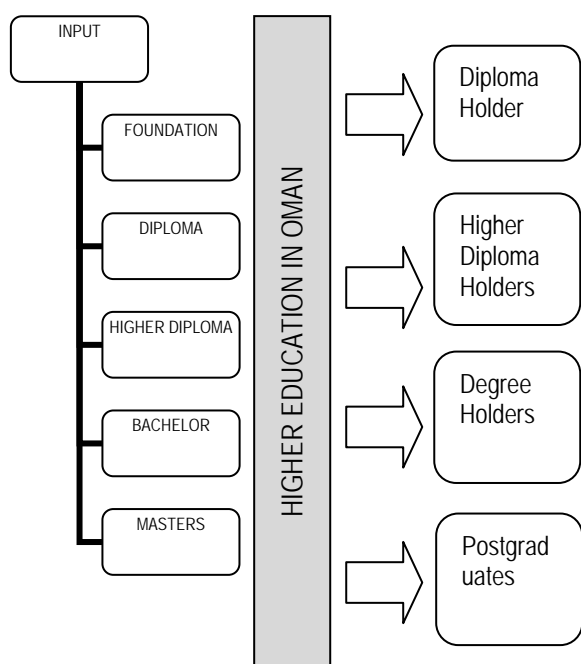 INPUT
FOUNDATION
DIPLOMA
HIGHER DIPLOMA
BACHELOR
MASTERS
HIGHER EDUCATION IN OMAN
Diploma
Holder
Higher
Diploma
Holders
Degree
Holders
Postgrad
uates